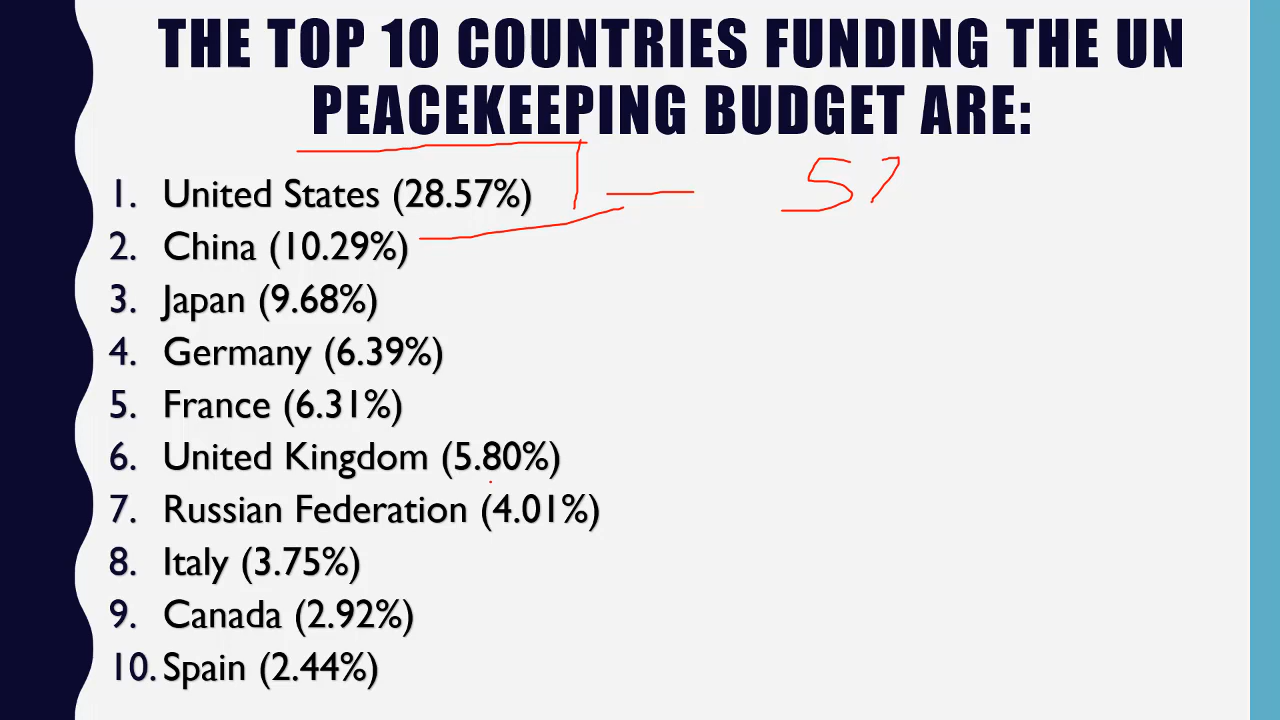 THE TOP 10 COUNTRIES FUNDING THE UN
PEACEKEEPING BUDGET ARE:
1. United States (28.57%)
2. China (10.29%)
3. Japan (9.68%)
4. Germany (6.39%)
5. France (6.31%)
6. United Kingdom (5.80%)
7. Russian Federation (4.01%)
8. Italy (3.75%)
9. Canada (2.92%)
10. Spain (2.44%)